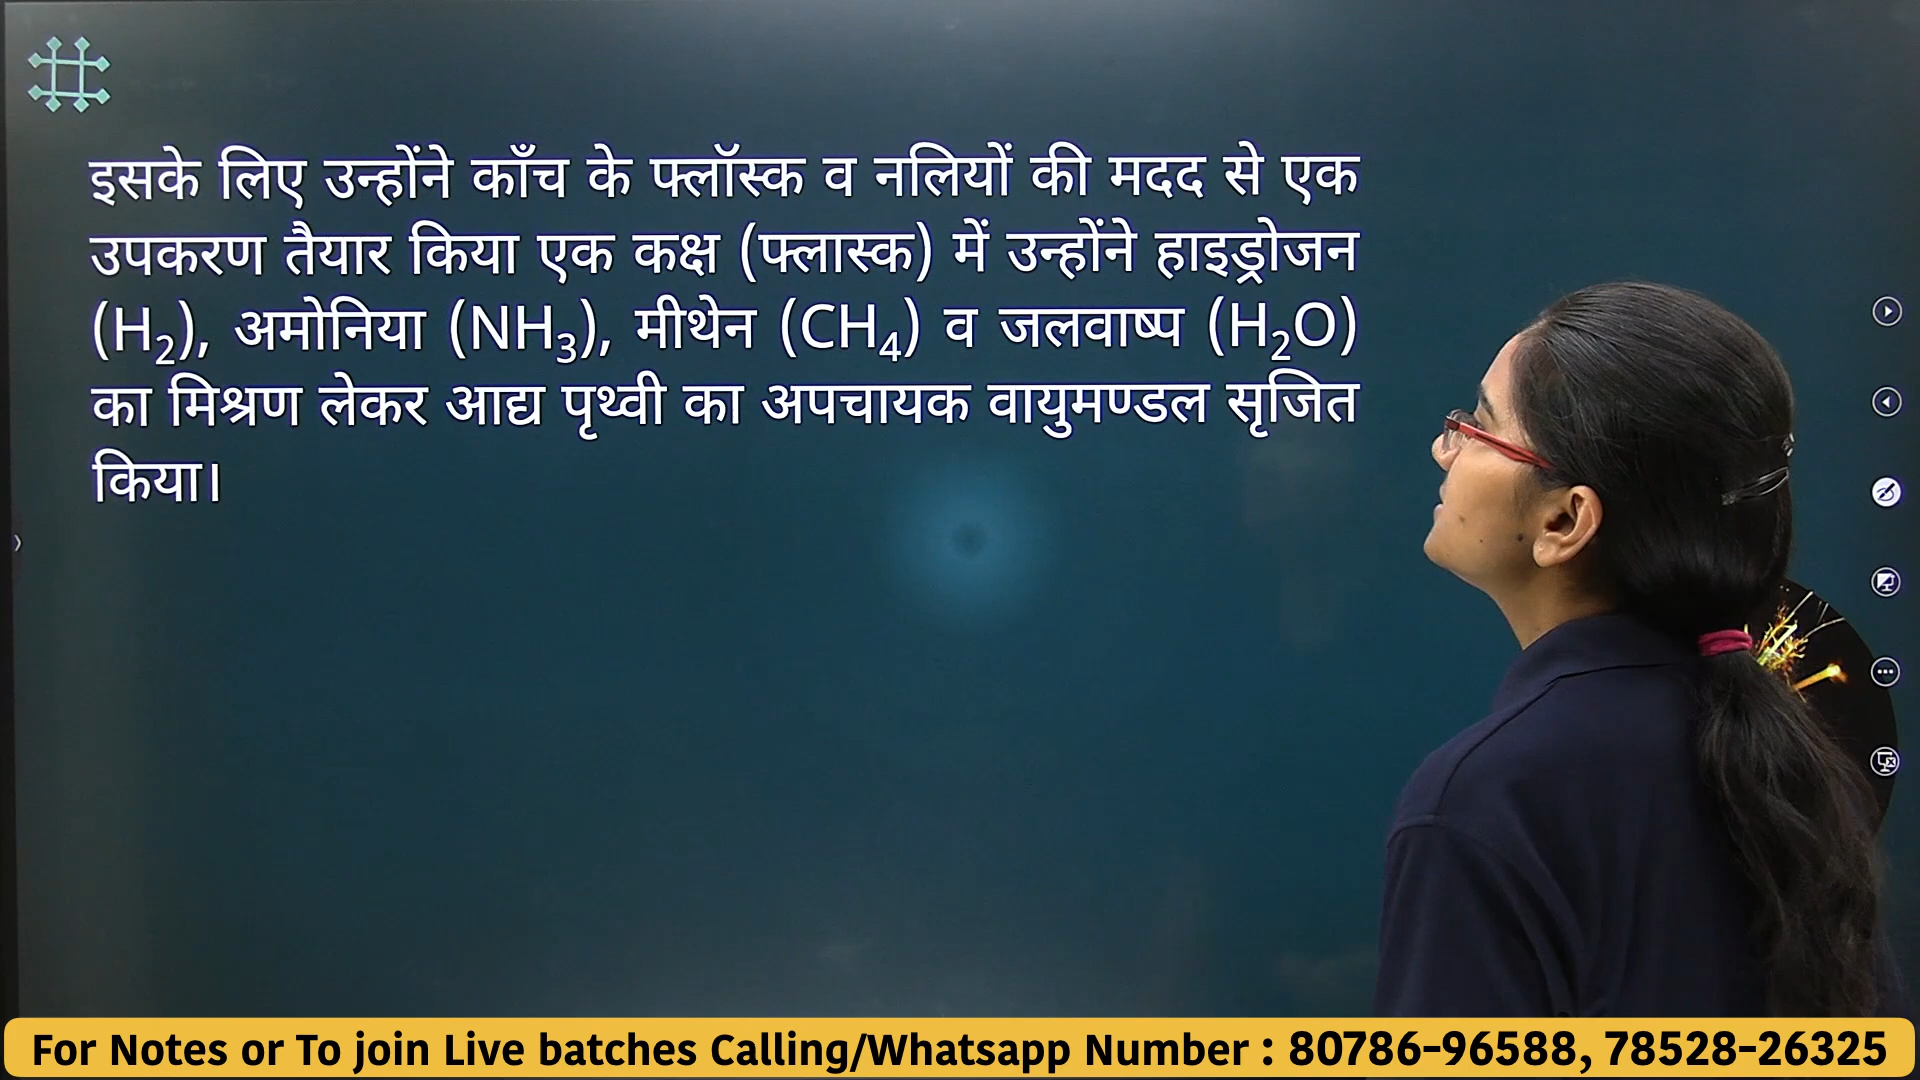 इसके लिए उन्होंने काँच के फ्लॉस्क व नलियों की मदद से एक
उपकरण तैयार किया एक कक्ष (फ्लास्क) में उन्होंने हाइड्रोजन
(H₂), अमोनिया (NH₃), मीथेन (CH₄) व जलवाष्प (H₂O)
का मिश्रण लेकर आद्य पृथ्वी का अपचायक वायुमण्डल सृजित
किया।
For Notes or To join Live batches Calling/Whatsapp Number : 80786-96588, 78528-26325